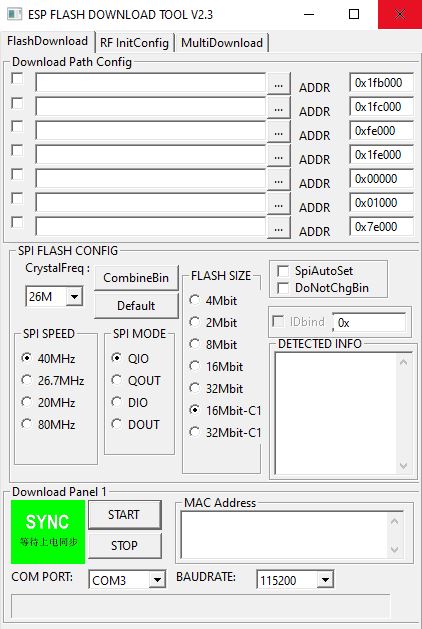 ESP FLASH DOWNLOAD TOOL V2.3
FlashDownload RF InitConfig MultiDownload
Download Path Config
... ADDR 0x1fb000
... ADDR 0x1fc000
... ADDR 0xfe000
... ADDR 0x1fe000
... ADDR 0x00000
... ADDR 0x01000
... ADDR 0x7e000
SPI FLASH CONFIG
CrystalFreq :
26M
CombineBin
Default
SPI SPEED
40MHz
26.7MHz
20MHz
80MHz
SPI MODE
QIO
QOUT
DIO
DOUT
FLASH SIZE
4Mbit
2Mbit
8Mbit
16Mbit
32Mbit
16Mbit-C1
32Mbit-C1
SpiAutoSet
DoNotChgBin
IDbind 0x
DETECTED INFO
Download Panel 1
SYNC
等待上电同步
START
STOP
MAC Address
COM PORT: COM3 BAUDRATE: 115200